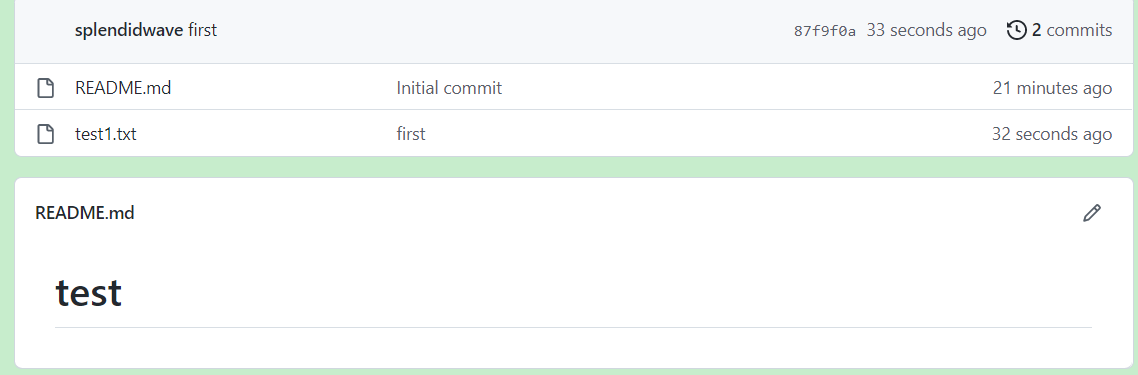 splendidwave first 87f9f0a 33 seconds ago 2 commits
README.md Initial commit 21 minutes ago
test1.txt first 32 seconds ago
README.md
test